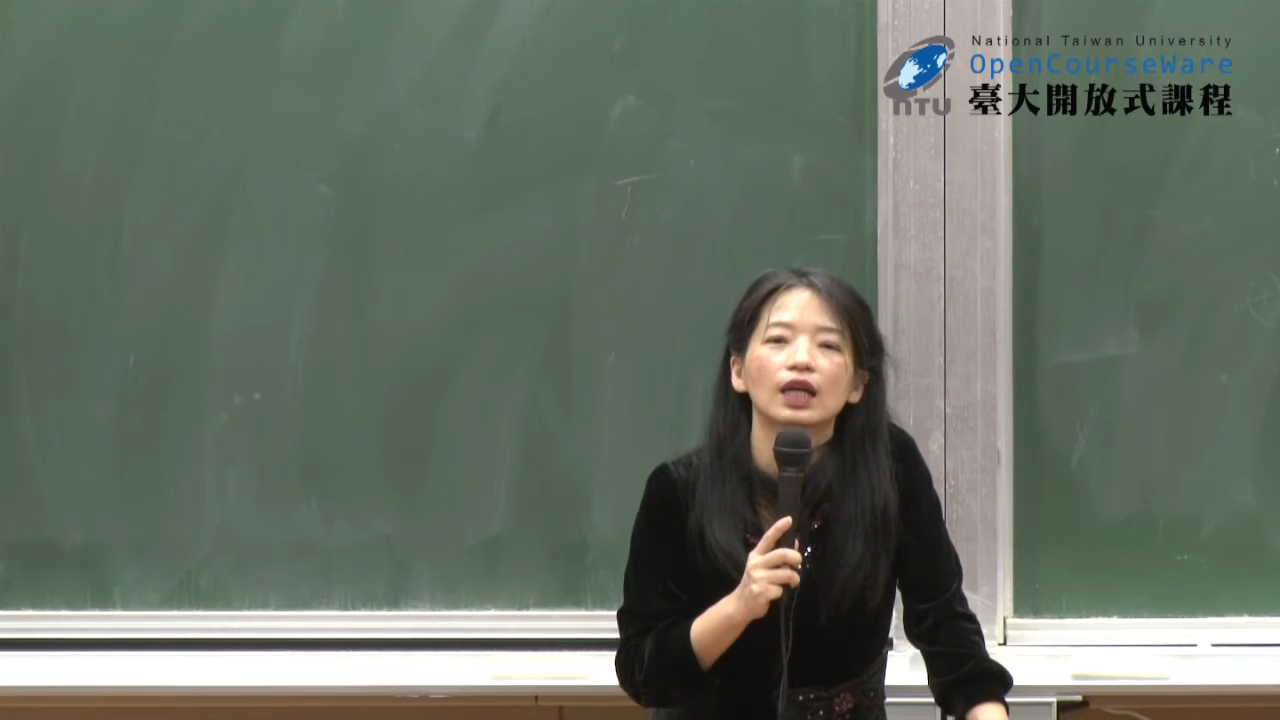 National Taiwan University
OpenCourseWare
NTU
臺大開放式課程